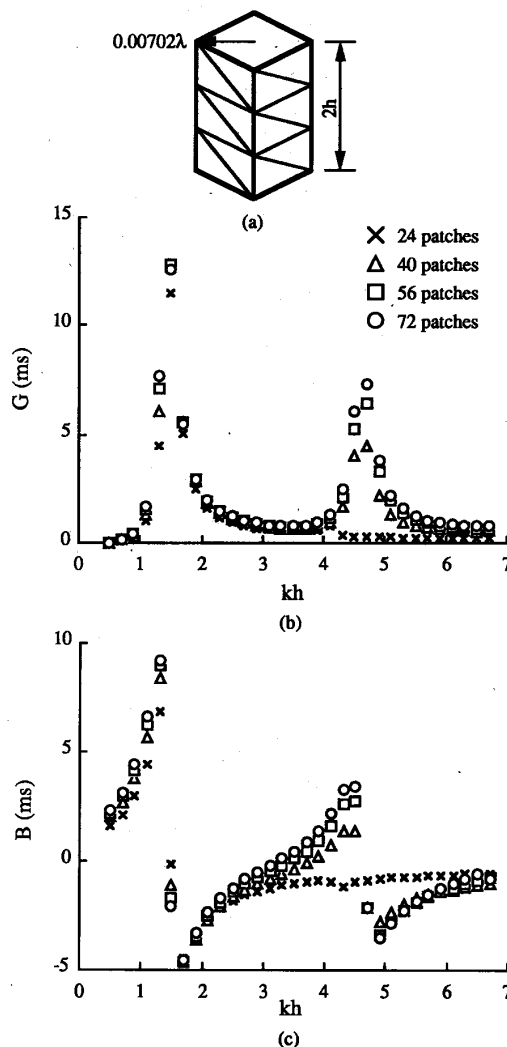 0.00702λ
2h
(a)
15
10
5
0
G (ms)
× 24 patches
△ 40 patches
□ 56 patches
○ 72 patches
0 1 2 3 4 5 6 7
kh
(b)
10
5
0
-5
B (ms)
0 1 2 3 4 5 6 7
kh
(c)